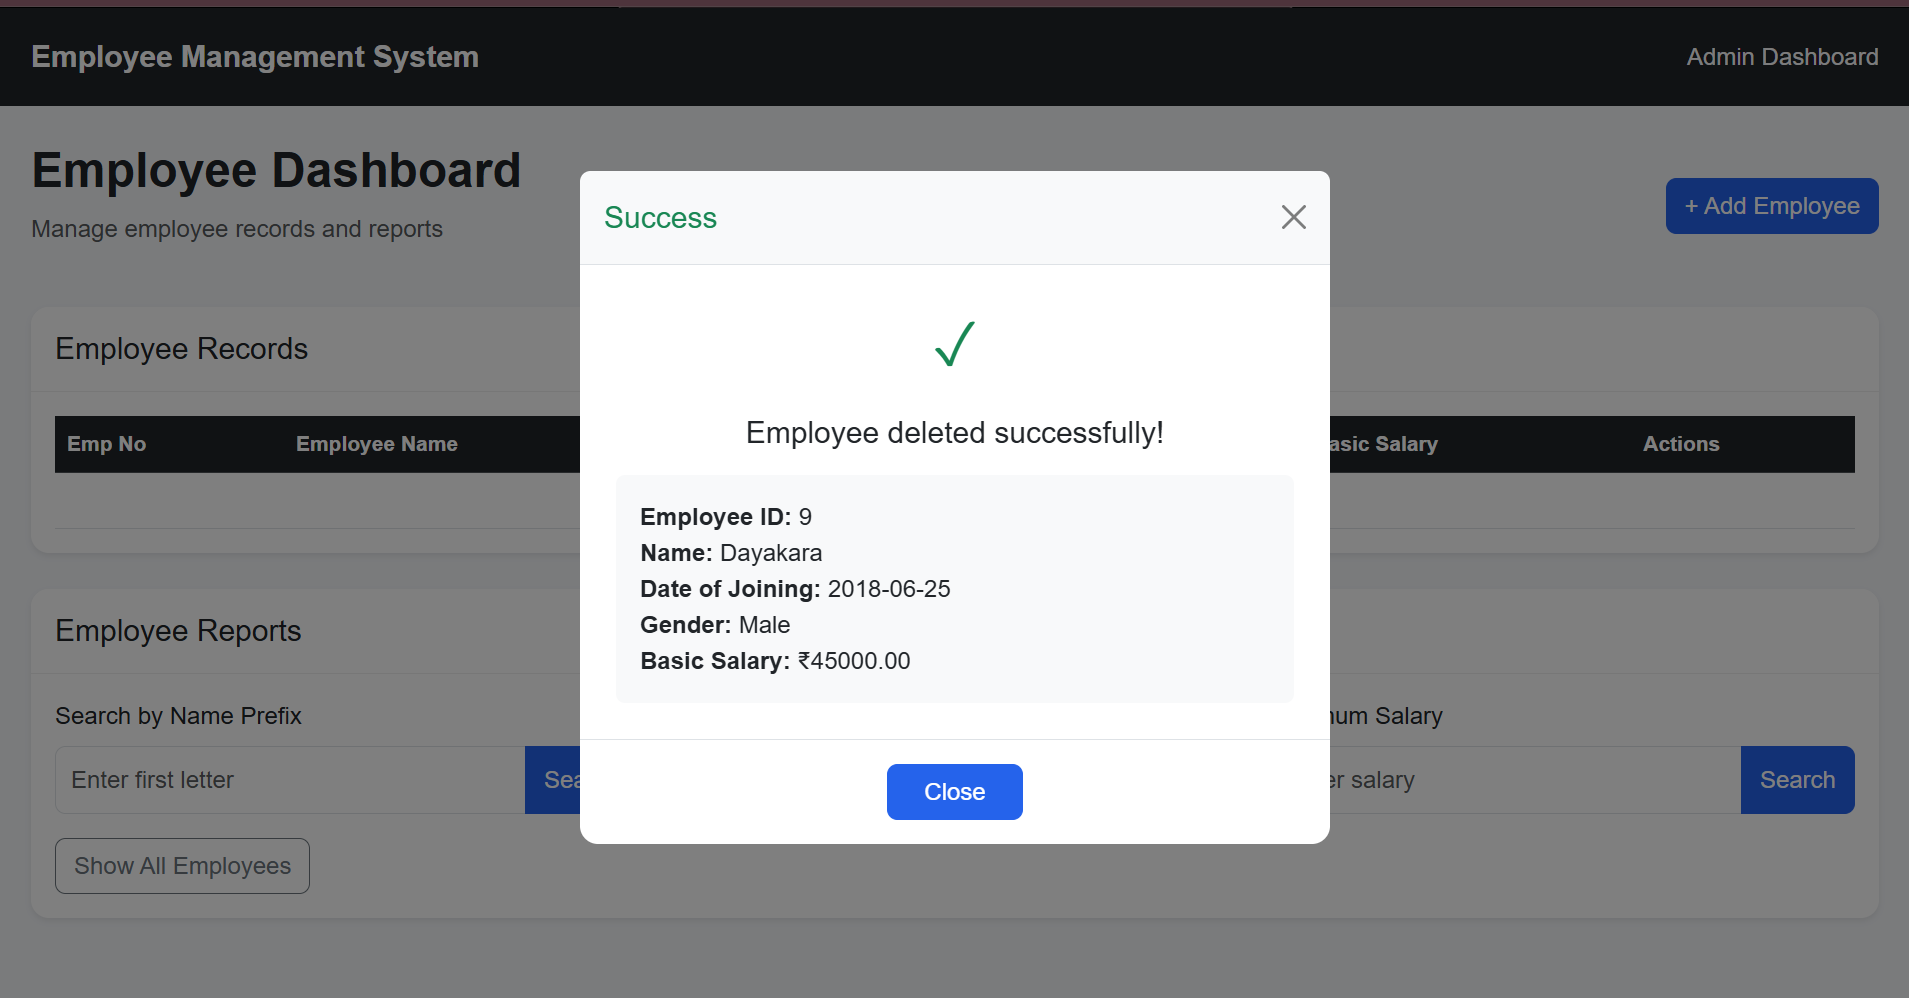 Employee Management System
Admin Dashboard
Employee Dashboard
Manage employee records and reports
+ Add Employee
Success
✓
Employee deleted successfully!
Employee ID: 9
Name: Dayakara
Date of Joining: 2018-06-25
Gender: Male
Basic Salary: ₹45000.00
Close
Employee Records
Emp No
Employee Name
asic Salary
Actions
Employee Reports
Search by Name Prefix
Enter first letter
Sea
Show All Employees
um Salary
er salary
Search